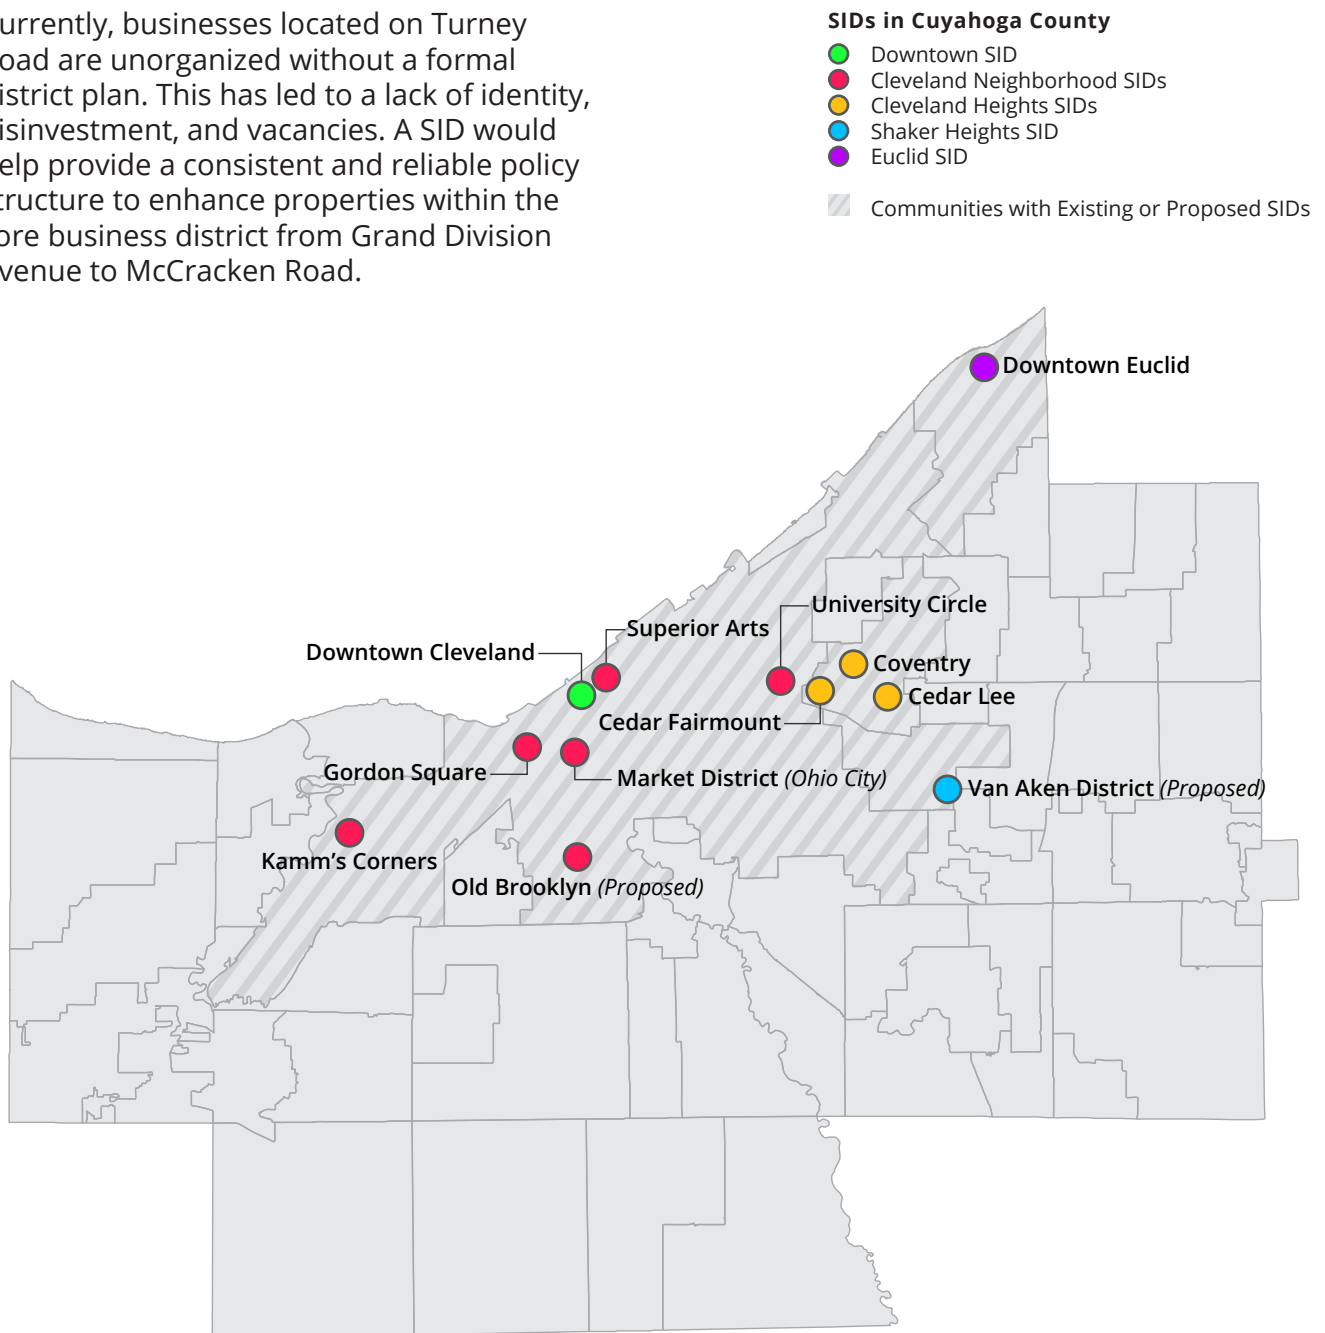 urrently, businesses located on Turney
oad are unorganized without a formal
istrict plan. This has led to a lack of identity,
isinvestment, and vacancies. A SID would
elp provide a consistent and reliable policy
tructure to enhance properties within the
ore business district from Grand Division
venue to McCracken Road.
SIDs in Cuyahoga County
Downtown SID
Cleveland Neighborhood SIDs
Cleveland Heights SIDs
Shaker Heights SID
Euclid SID
Communities with Existing or Proposed SIDs
Downtown Euclid
University Circle
Superior Arts
Downtown Cleveland
Coventry
Cedar Lee
Cedar Fairmount
Gordon Square
Market District (Ohio City)
Van Aken District (Proposed)
Kamm’s Corners
Old Brooklyn (Proposed)